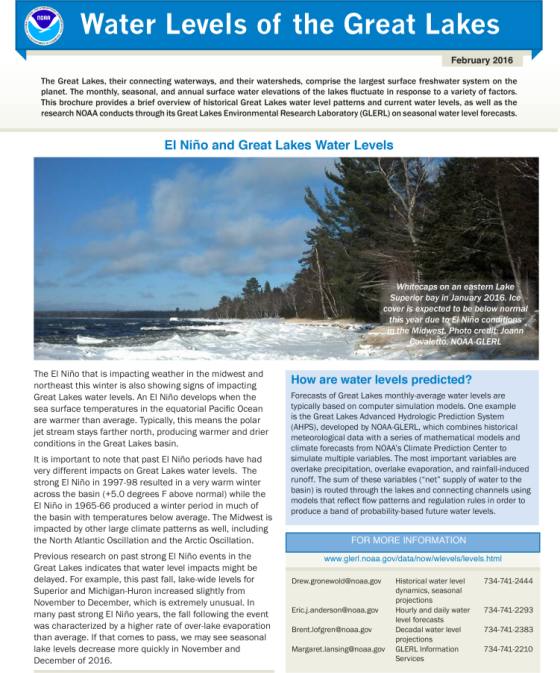 NOAA
Water Levels of the Great Lakes
February 2016
The Great Lakes, their connecting waterways, and their watersheds, comprise the largest surface freshwater system on the
planet. The monthly, seasonal, and annual surface water elevations of the lakes fluctuate in response to a variety of factors.
This brochure provides a brief overview of historical Great Lakes water level patterns and current water levels, as well as the
research NOAA conducts through its Great Lakes Environmental Research Laboratory (GLERL) on seasonal water level forecasts.
El Niño and Great Lakes Water Levels
Whitecaps on an eastern Lake
Superior bay in January 2016. Ice
cover is expected to be below normal
this year due to El Niño conditions
in the Midwest. Photo credit: Joann
Cavaletto, NOAA-GLERL
The El Niño that is impacting weather in the midwest and
northeast this winter is also showing signs of impacting
Great Lakes water levels. An El Niño develops when the
sea surface temperatures in the equatorial Pacific Ocean
are warmer than average. Typically, this means the polar
jet stream stays farther north, producing warmer and drier
conditions in the Great Lakes basin.
It is important to note that past El Niño periods have had
very different impacts on Great Lakes water levels. The
strong El Niño in 1997-98 resulted in a very warm winter
across the basin (+5.0 degrees F above normal) while the
El Niño in 1965-66 produced a winter period in much of
the basin with temperatures below average. The Midwest is
impacted by other large climate patterns as well, including
the North Atlantic Oscillation and the Arctic Oscillation.
Previous research on past strong El Niño events in the
Great Lakes indicates that water level impacts might be
delayed. For example, this past fall, lake-wide levels for
Superior and Michigan-Huron increased slightly from
November to December, which is extremely unusual. In
many past strong El Niño years, the fall following the event
was characterized by a higher rate of over-lake evaporation
than average. If that comes to pass, we may see seasonal
lake levels decrease more quickly in November and
December of 2016.
How are water levels predicted?
Forecasts of Great Lakes monthly-average water levels are
typically based on computer simulation models. One example
is the Great Lakes Advanced Hydrologic Prediction System
(AHPS), developed by NOAA-GLERL, which combines historical
meteorological data with a series of mathematical models and
climate forecasts from NOAA's Climate Prediction Center to
simulate multiple variables. The most important variables are
overlake precipitation, overlake evaporation, and rainfall-induced
runoff. The sum of these variables ("net" supply of water to the
basin) is routed through the lakes and connecting channels using
models that reflect flow patterns and regulation rules in order to
produce a band of probability-based future water levels.
FOR MORE INFORMATION
www.glerl.noaa.gov/data/now/wlevels/levels.html
Drew.gronewold@noaa.gov Historical water level 734-741-2444
dynamics, seasonal
projections
Eric.j.anderson@noaa.gov Hourly and daily water 734-741-2293
level forecasts
Brent.lofgren@noaa.gov Decadal water level 734-741-2383
projections
Margaret.lansing@noaa.gov GLERL Information 734-741-2210
Services